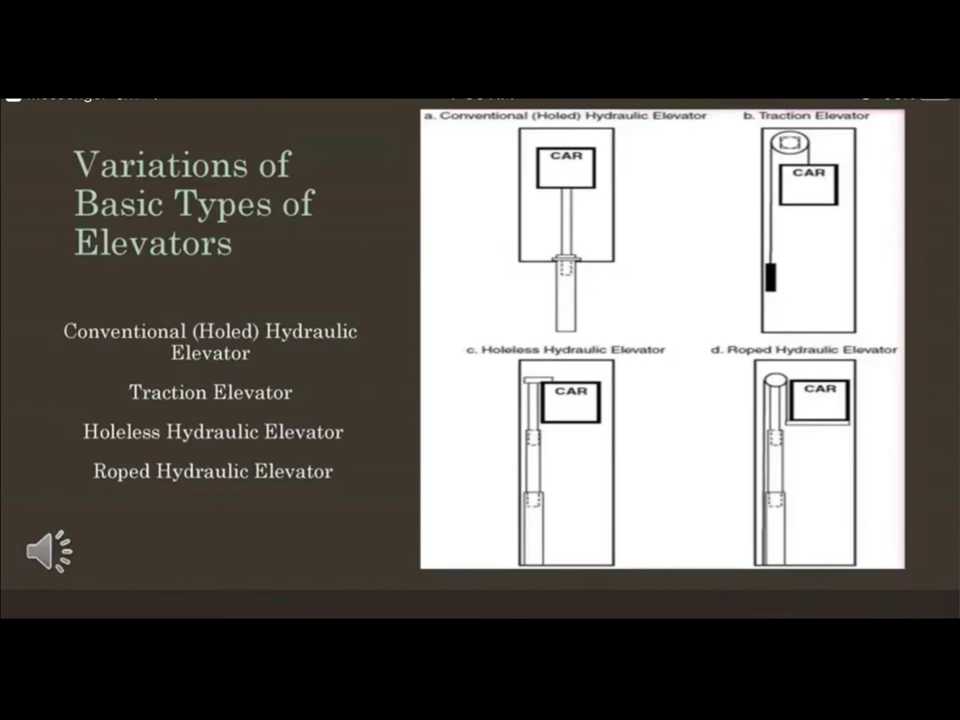 Variations of
Basic Types of
Elevators
Conventional (Holed) Hydraulic
Elevator
Traction Elevator
Holeless Hydraulic Elevator
Roped Hydraulic Elevator
a. Conventional (Holed) Hydraulic Elevator
b. Traction Elevator
CAR
CAR
c. Holeless Hydraulic Elevator
d. Roped Hydraulic Elevator
CAR
CAR